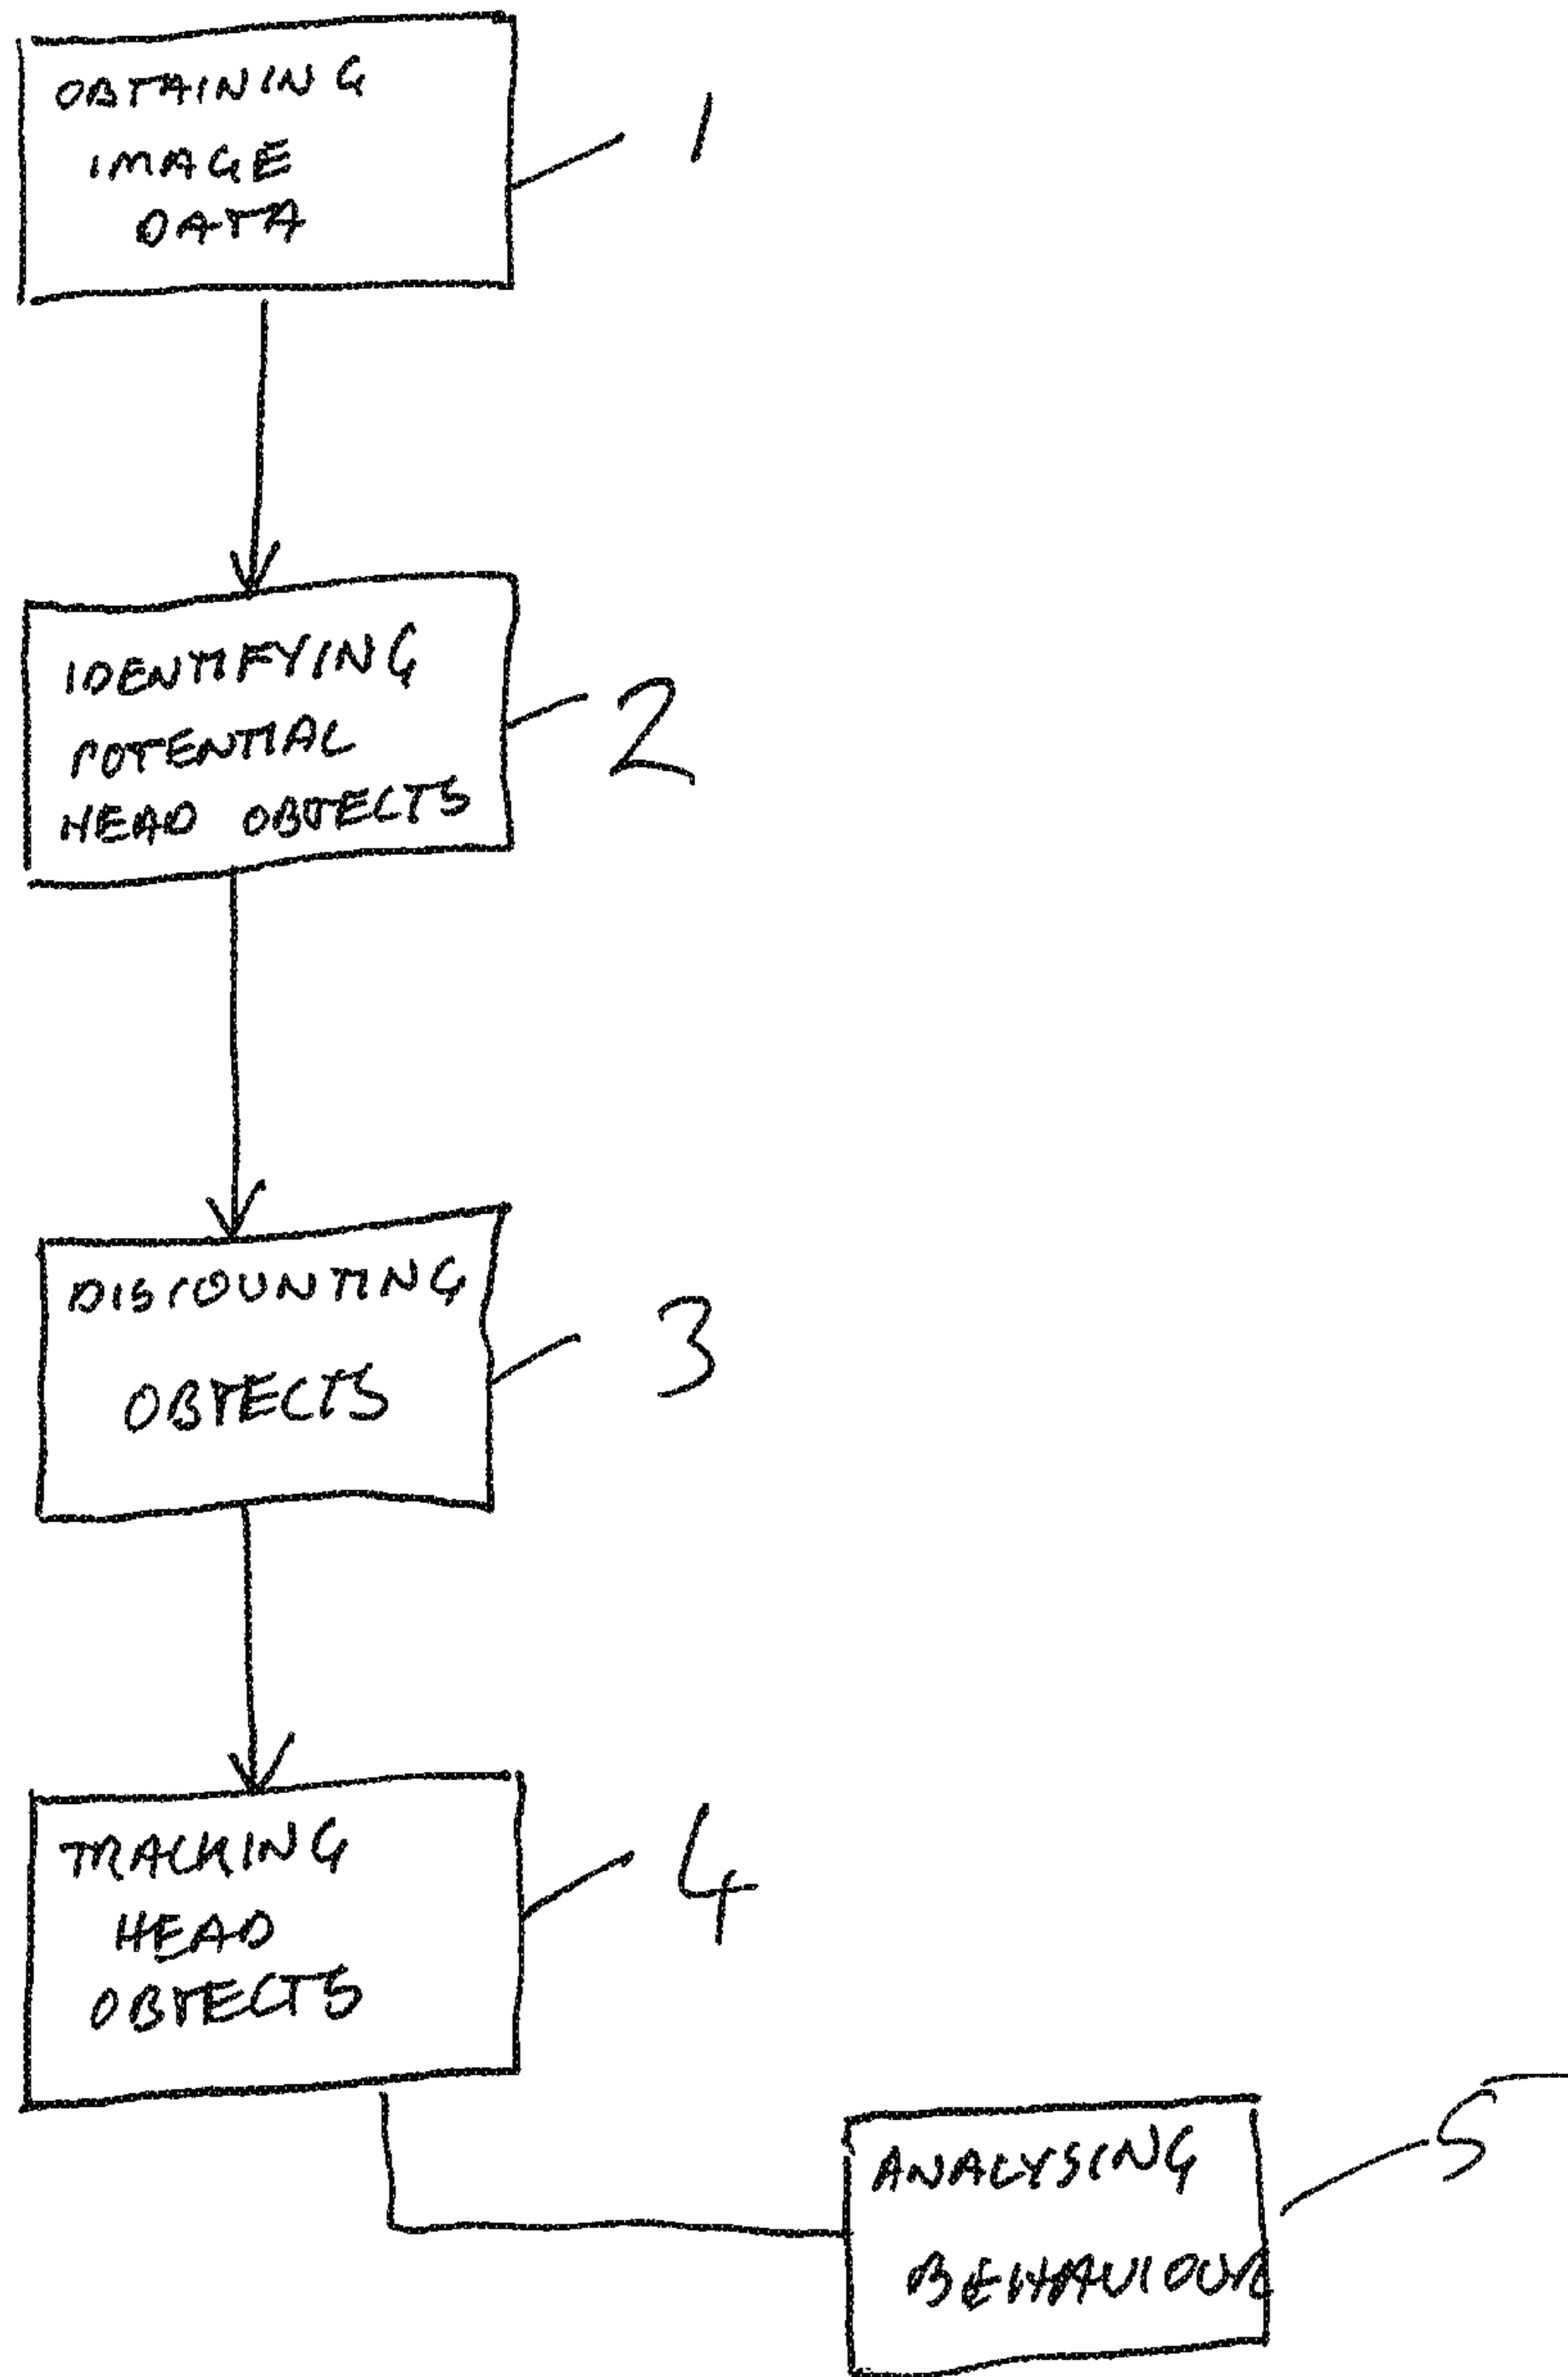 OBTAINING
IMAGE
DATA
1
IDENTIFYING
POTENTIAL
HEAD OBJECTS
2
DISCOUNTING
OBJECTS
3
TRACKING
HEAD
OBJECTS
4
ANALYSING
BEHAVIOUR
5